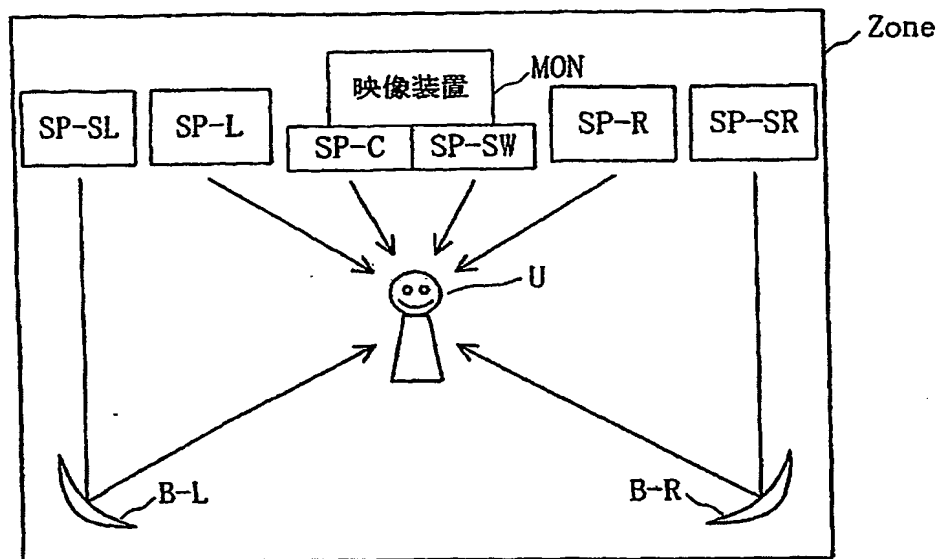 Zone
映像装置
MON
SP-SL
SP-L
SP-C
SP-SW
SP-R
SP-SR
U
B-L
B-R